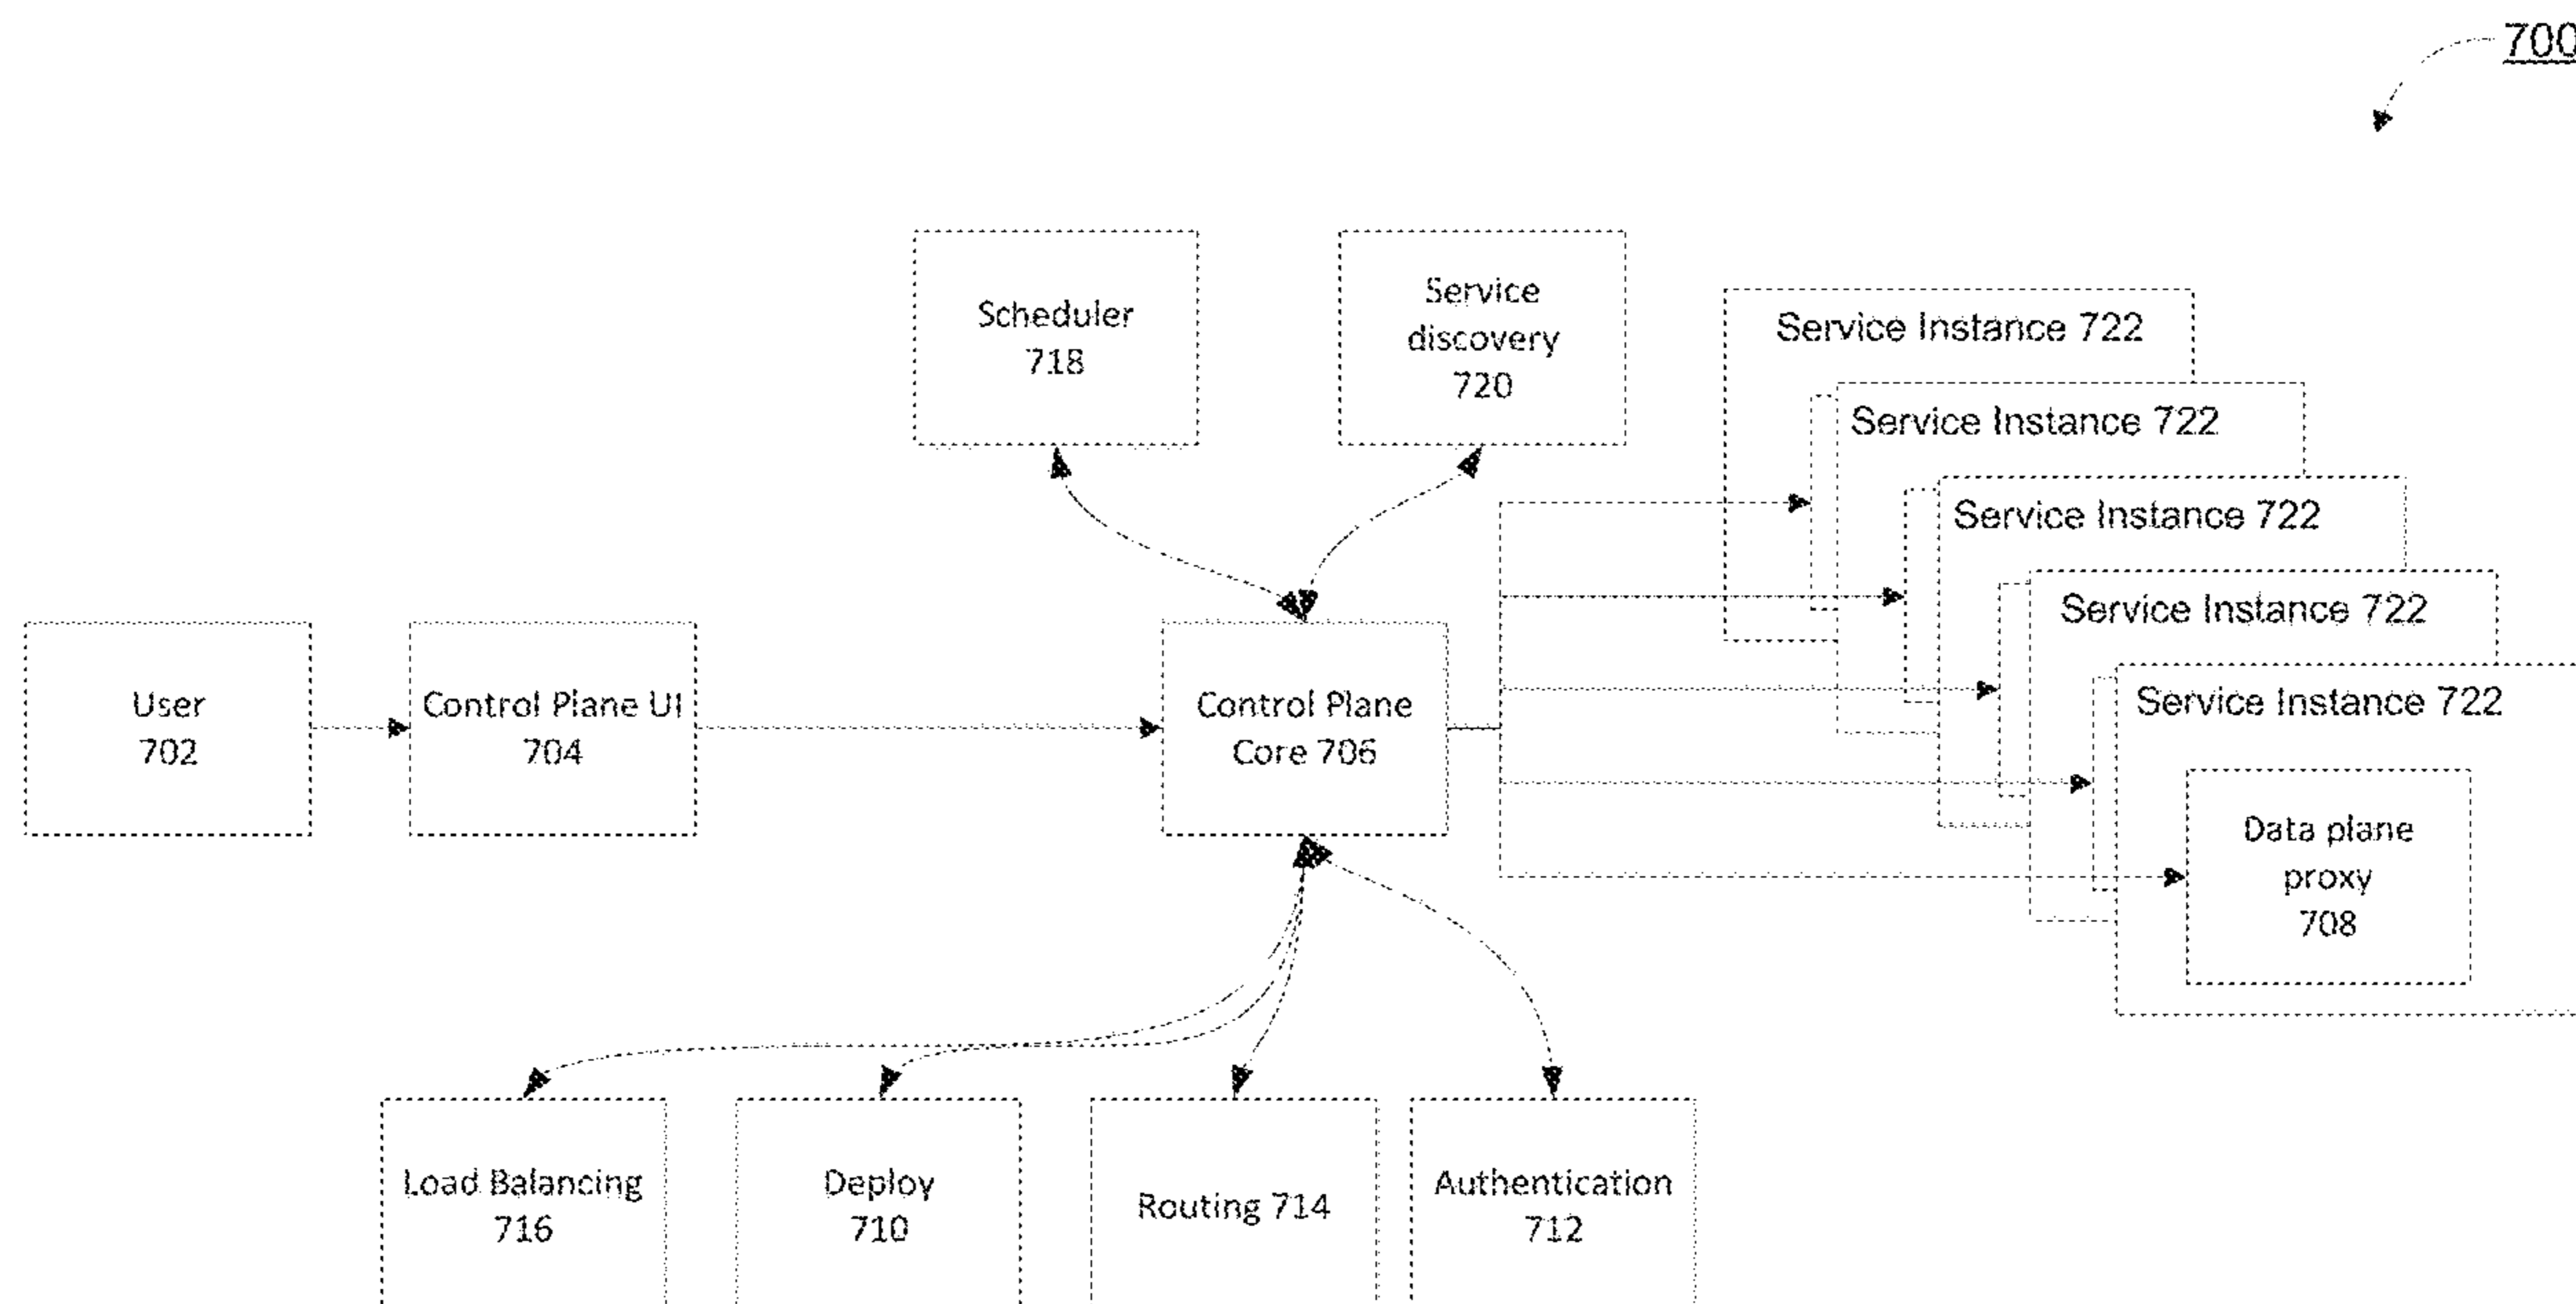 700
Scheduler
718
Service
discovery
720
Service Instance 722
Service Instance 722
Service Instance 722
Service Instance 722
Service Instance 722
User
702
Control Plane UI
704
Control Plane
Core 706
Data plane
proxy
708
Load Balancing
716
Deploy
710
Routing 714
Authentication
712